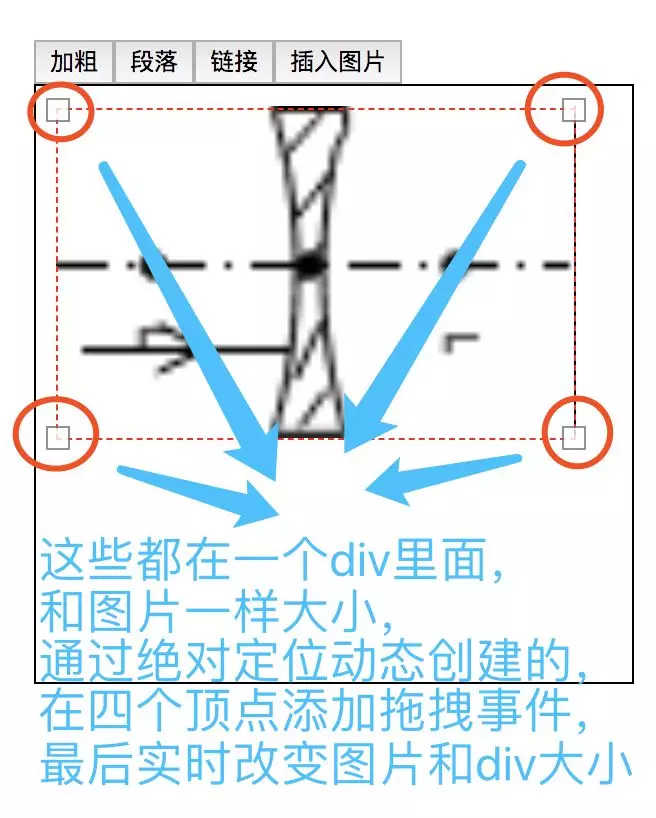 加粗 段落 链接 插入图片
这些都在一个div里面，
和图片一样大小，
通过绝对定位动态创建的，
在四个顶点添加拖拽事件，
最后实时改变图片和div大小